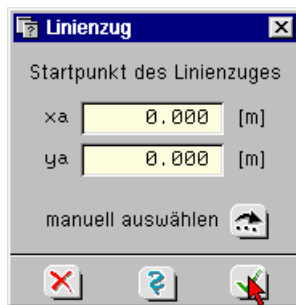 Linienzug
Startpunkt des Linienzuges
xa 0.000 [m]
ya 0.000 [m]
manuell auswählen